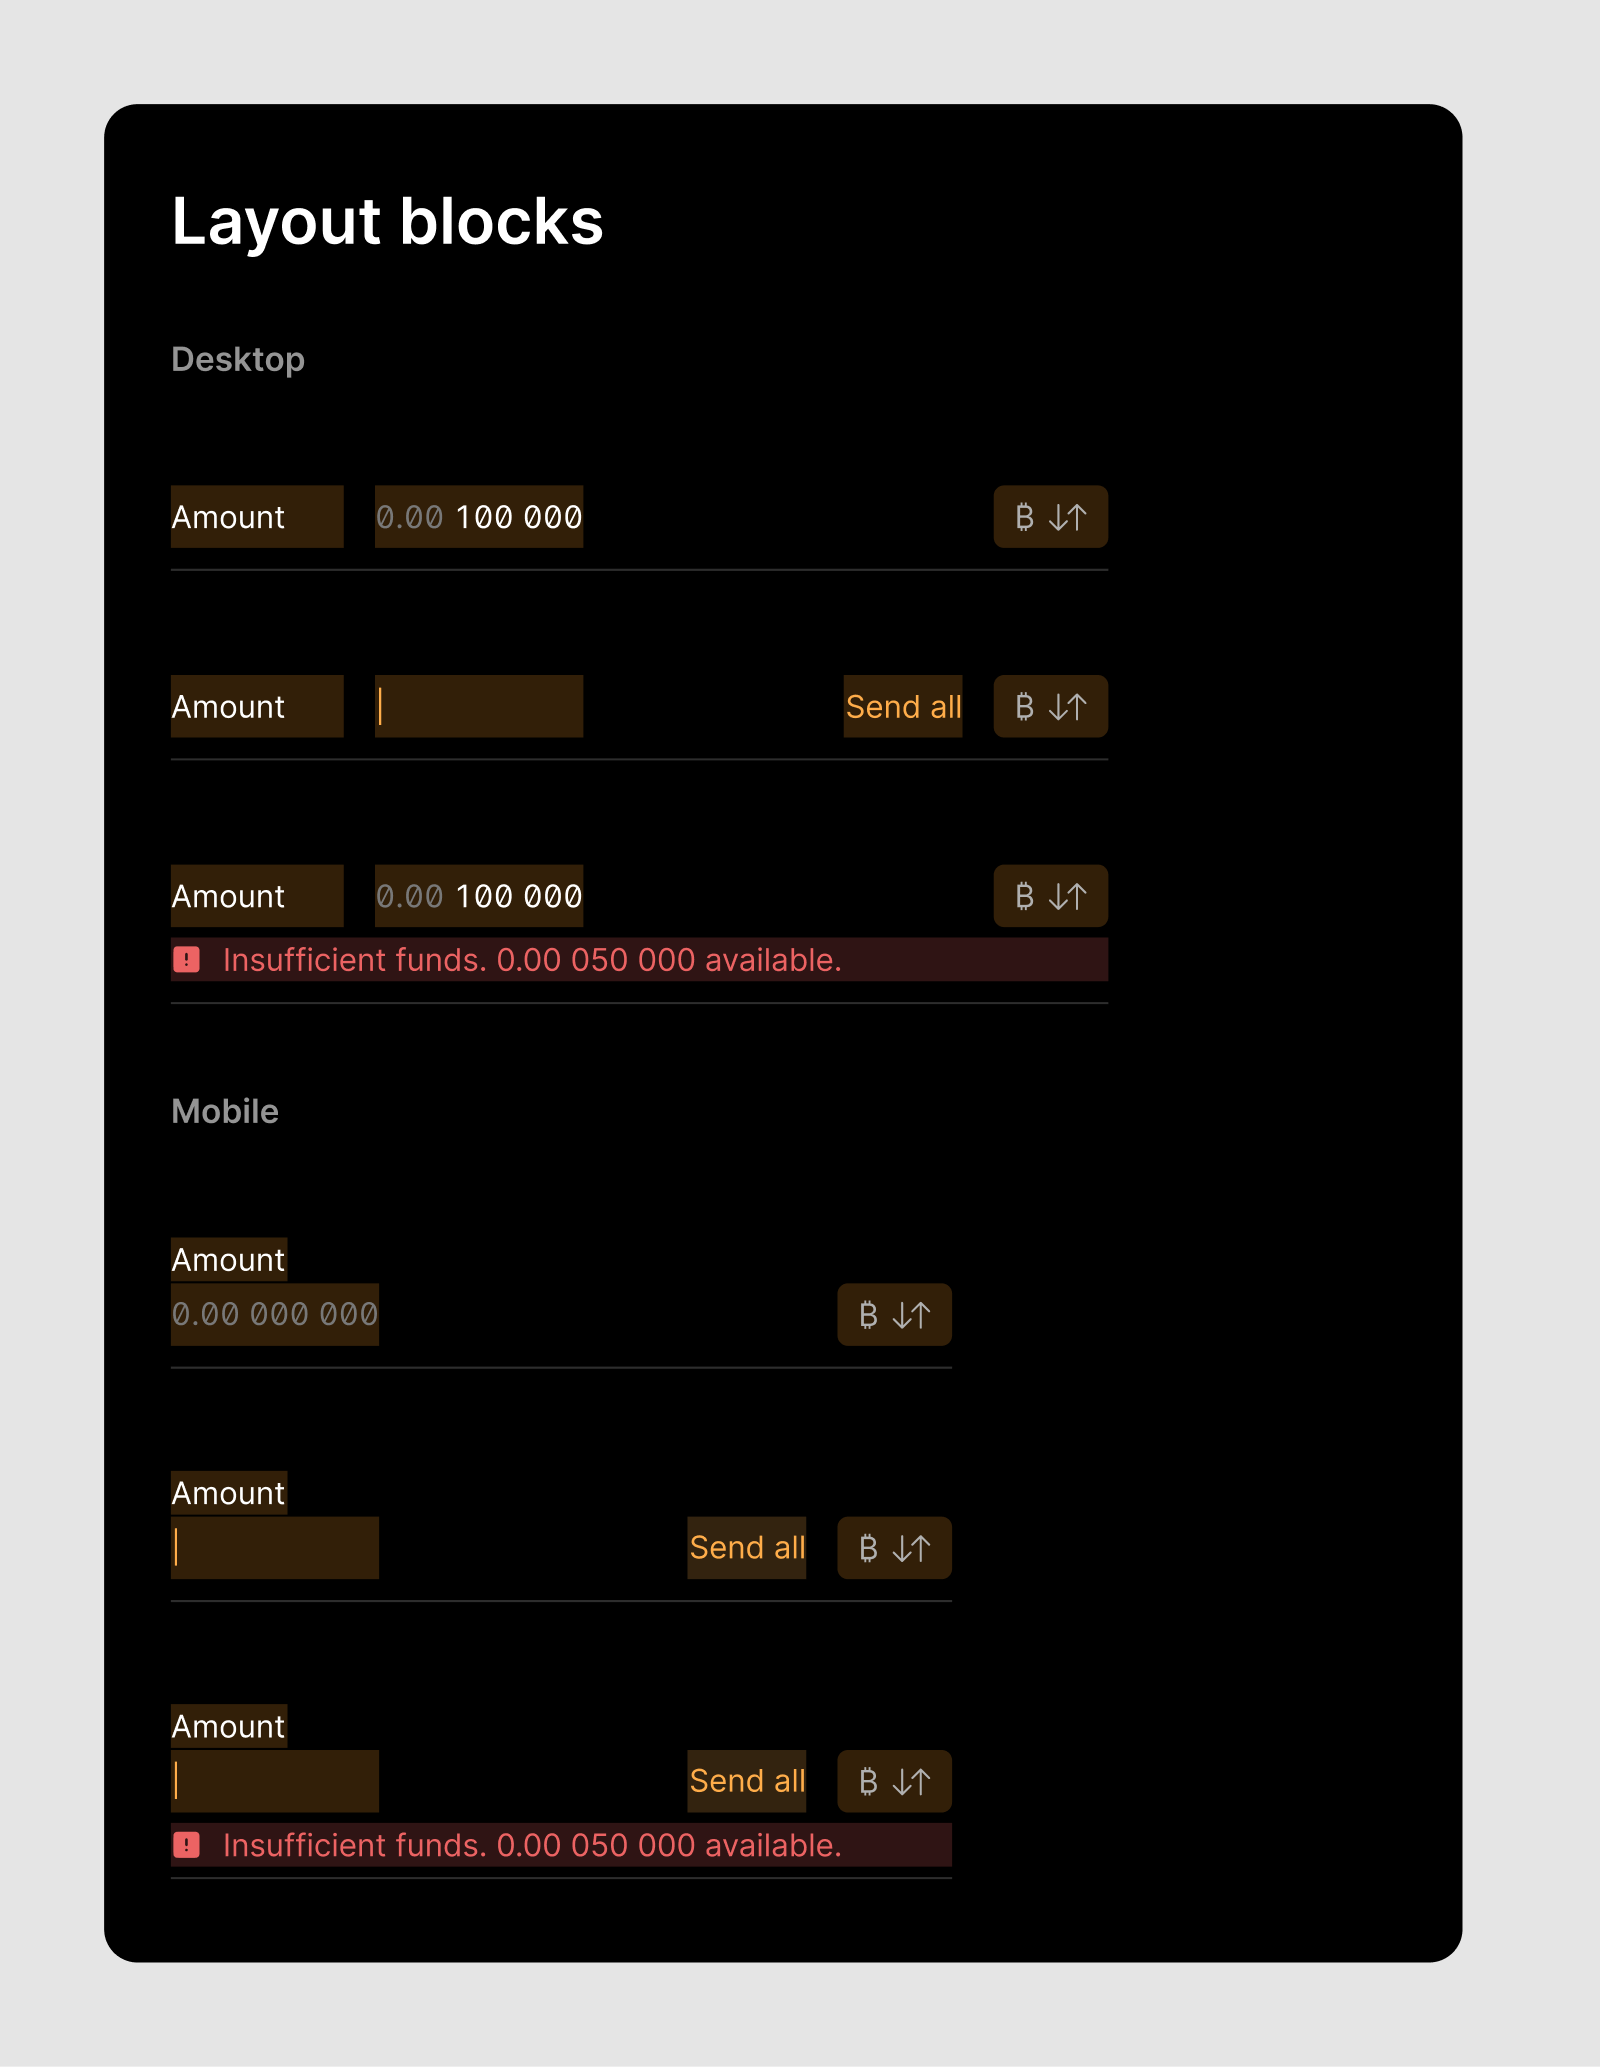 Layout blocks
Desktop
Amount 0.00 100 000 ₿ ↓↑
Amount Send all ₿ ↓↑
Amount 0.00 100 000 ₿ ↓↑
Insufficient funds. 0.00 050 000 available.
Mobile
Amount
0.00 000 000 ₿ ↓↑
Amount
Send all ₿ ↓↑
Amount
Send all ₿ ↓↑
Insufficient funds. 0.00 050 000 available.